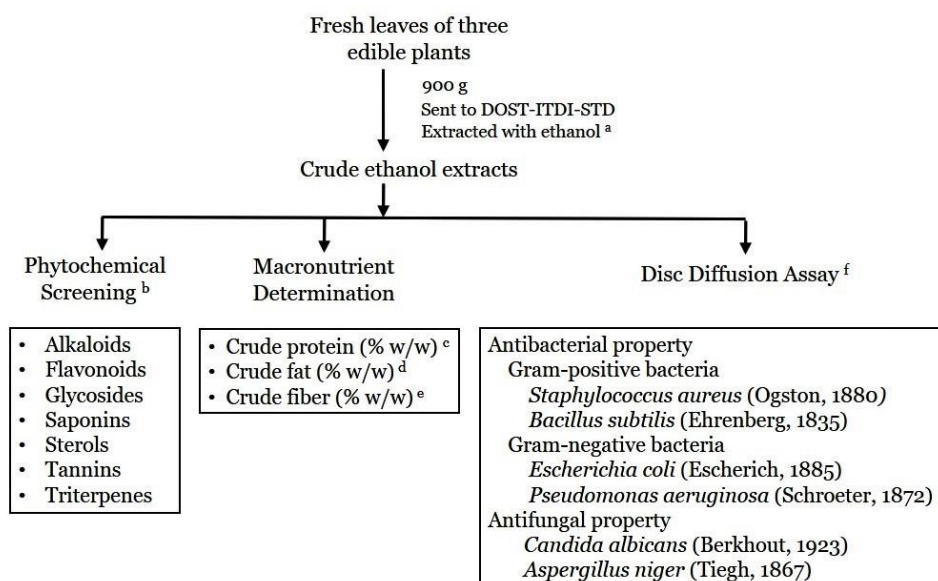 Fresh leaves of three
edible plants
900 g
Sent to DOST-ITDI-STD
Extracted with ethanol ᵃ
Crude ethanol extracts
Phytochemical
Screening ᵇ
• Alkaloids
• Flavonoids
• Glycosides
• Saponins
• Sterols
• Tannins
• Triterpenes
Macronutrient
Determination
• Crude protein (% w/w) ᶜ
• Crude fat (% w/w) ᵈ
• Crude fiber (% w/w) ᵉ
Disc Diffusion Assay ᶠ
Antibacterial property
Gram-positive bacteria
Staphylococcus aureus (Ogston, 1880)
Bacillus subtilis (Ehrenberg, 1835)
Gram-negative bacteria
Escherichia coli (Escherich, 1885)
Pseudomonas aeruginosa (Schroeter, 1872)
Antifungal property
Candida albicans (Berkhout, 1923)
Aspergillus niger (Tiegh, 1867)